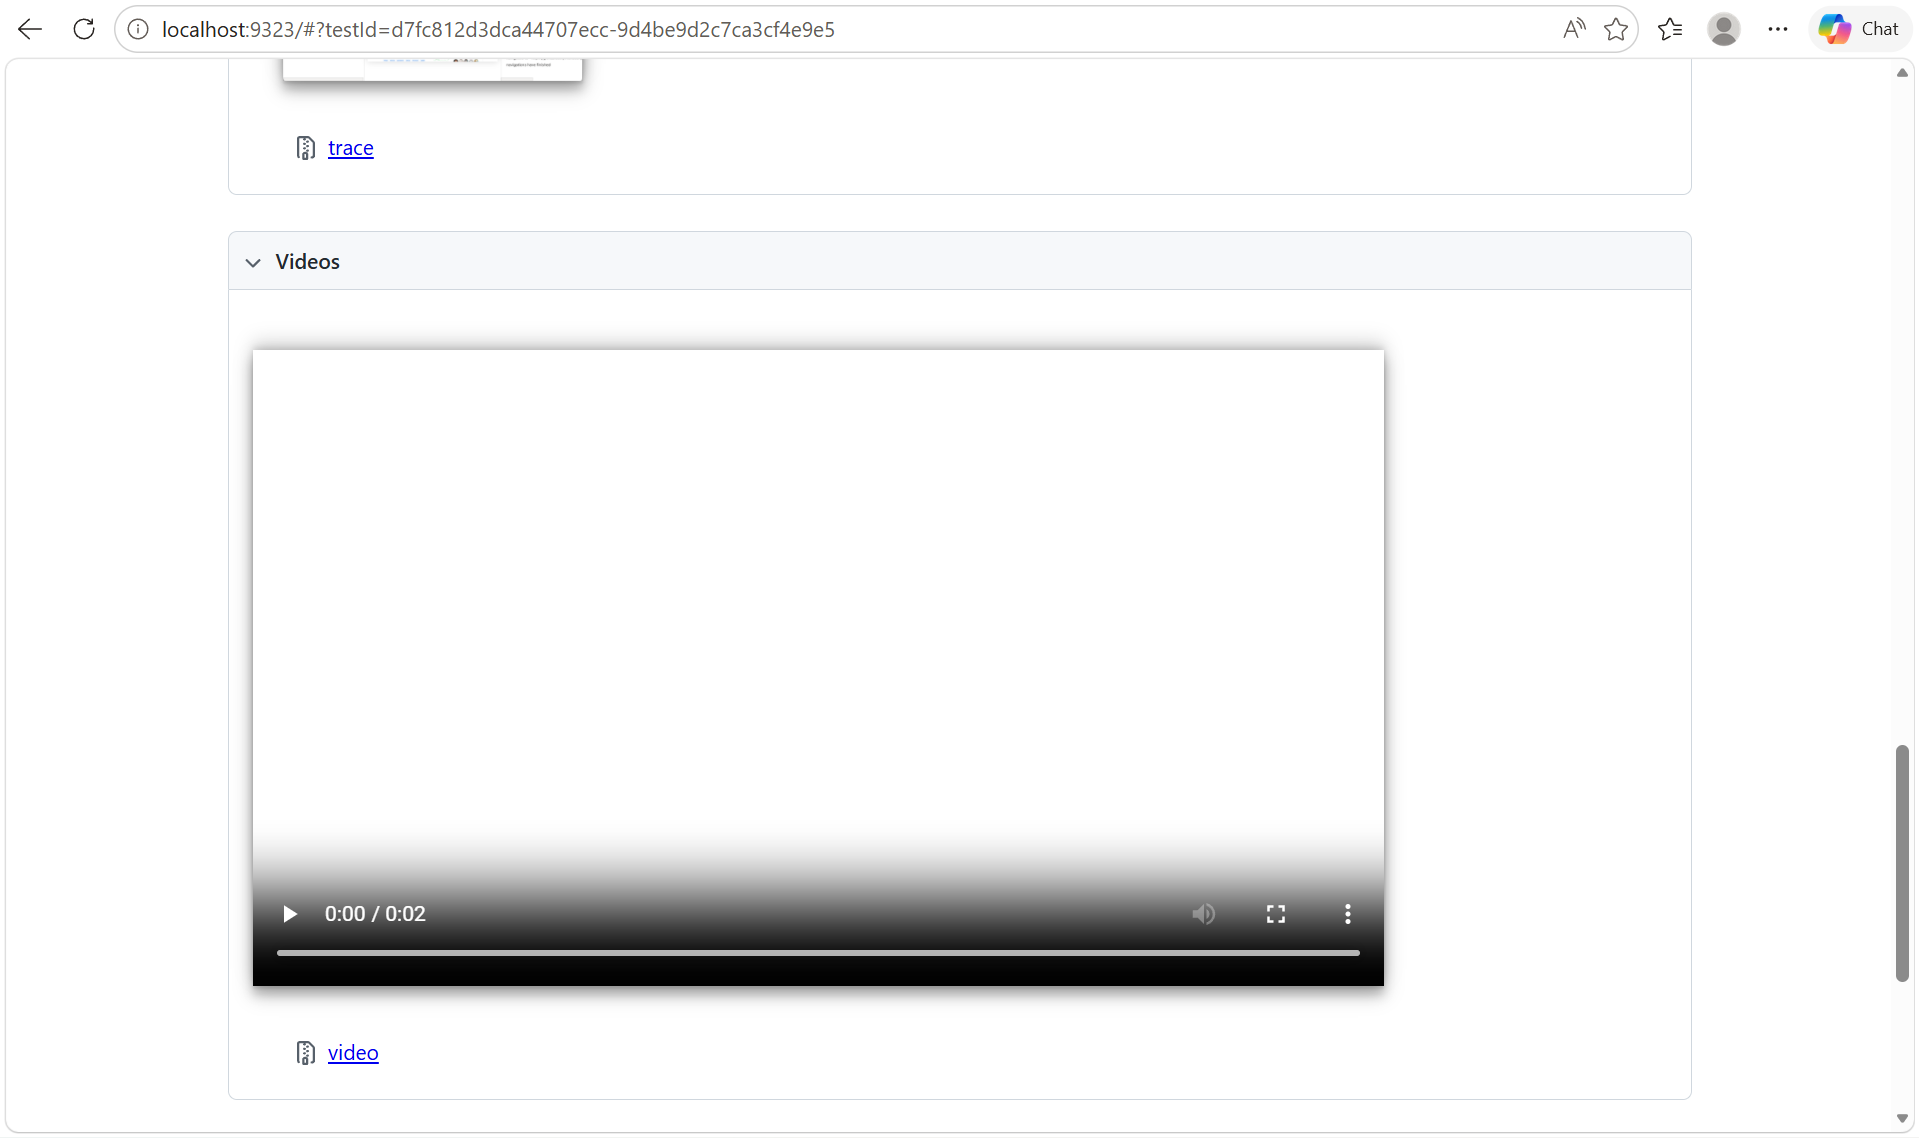 localhost:9323/#?testId=d7fc812d3dca44707ecc-9d4be9d2c7ca3cf4e9e5
Chat
trace
Videos
0:00 / 0:02
video